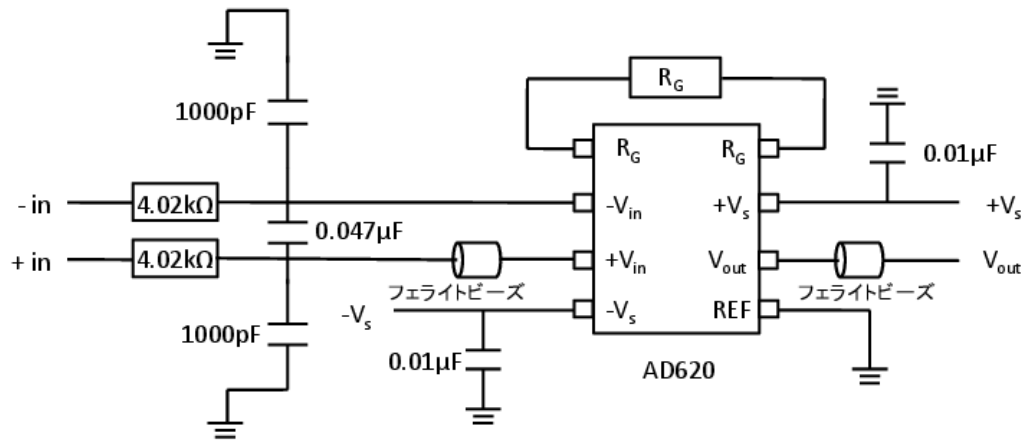 1000pF
R_G
R_G
R_G
0.01μF
- in
4.02kΩ
-V_in
+V_s
+V_s
0.047μF
+ in
4.02kΩ
+V_in
V_out
V_out
フェライトビーズ
フェライトビーズ
-V_s
-V_s
REF
1000pF
0.01μF
AD620